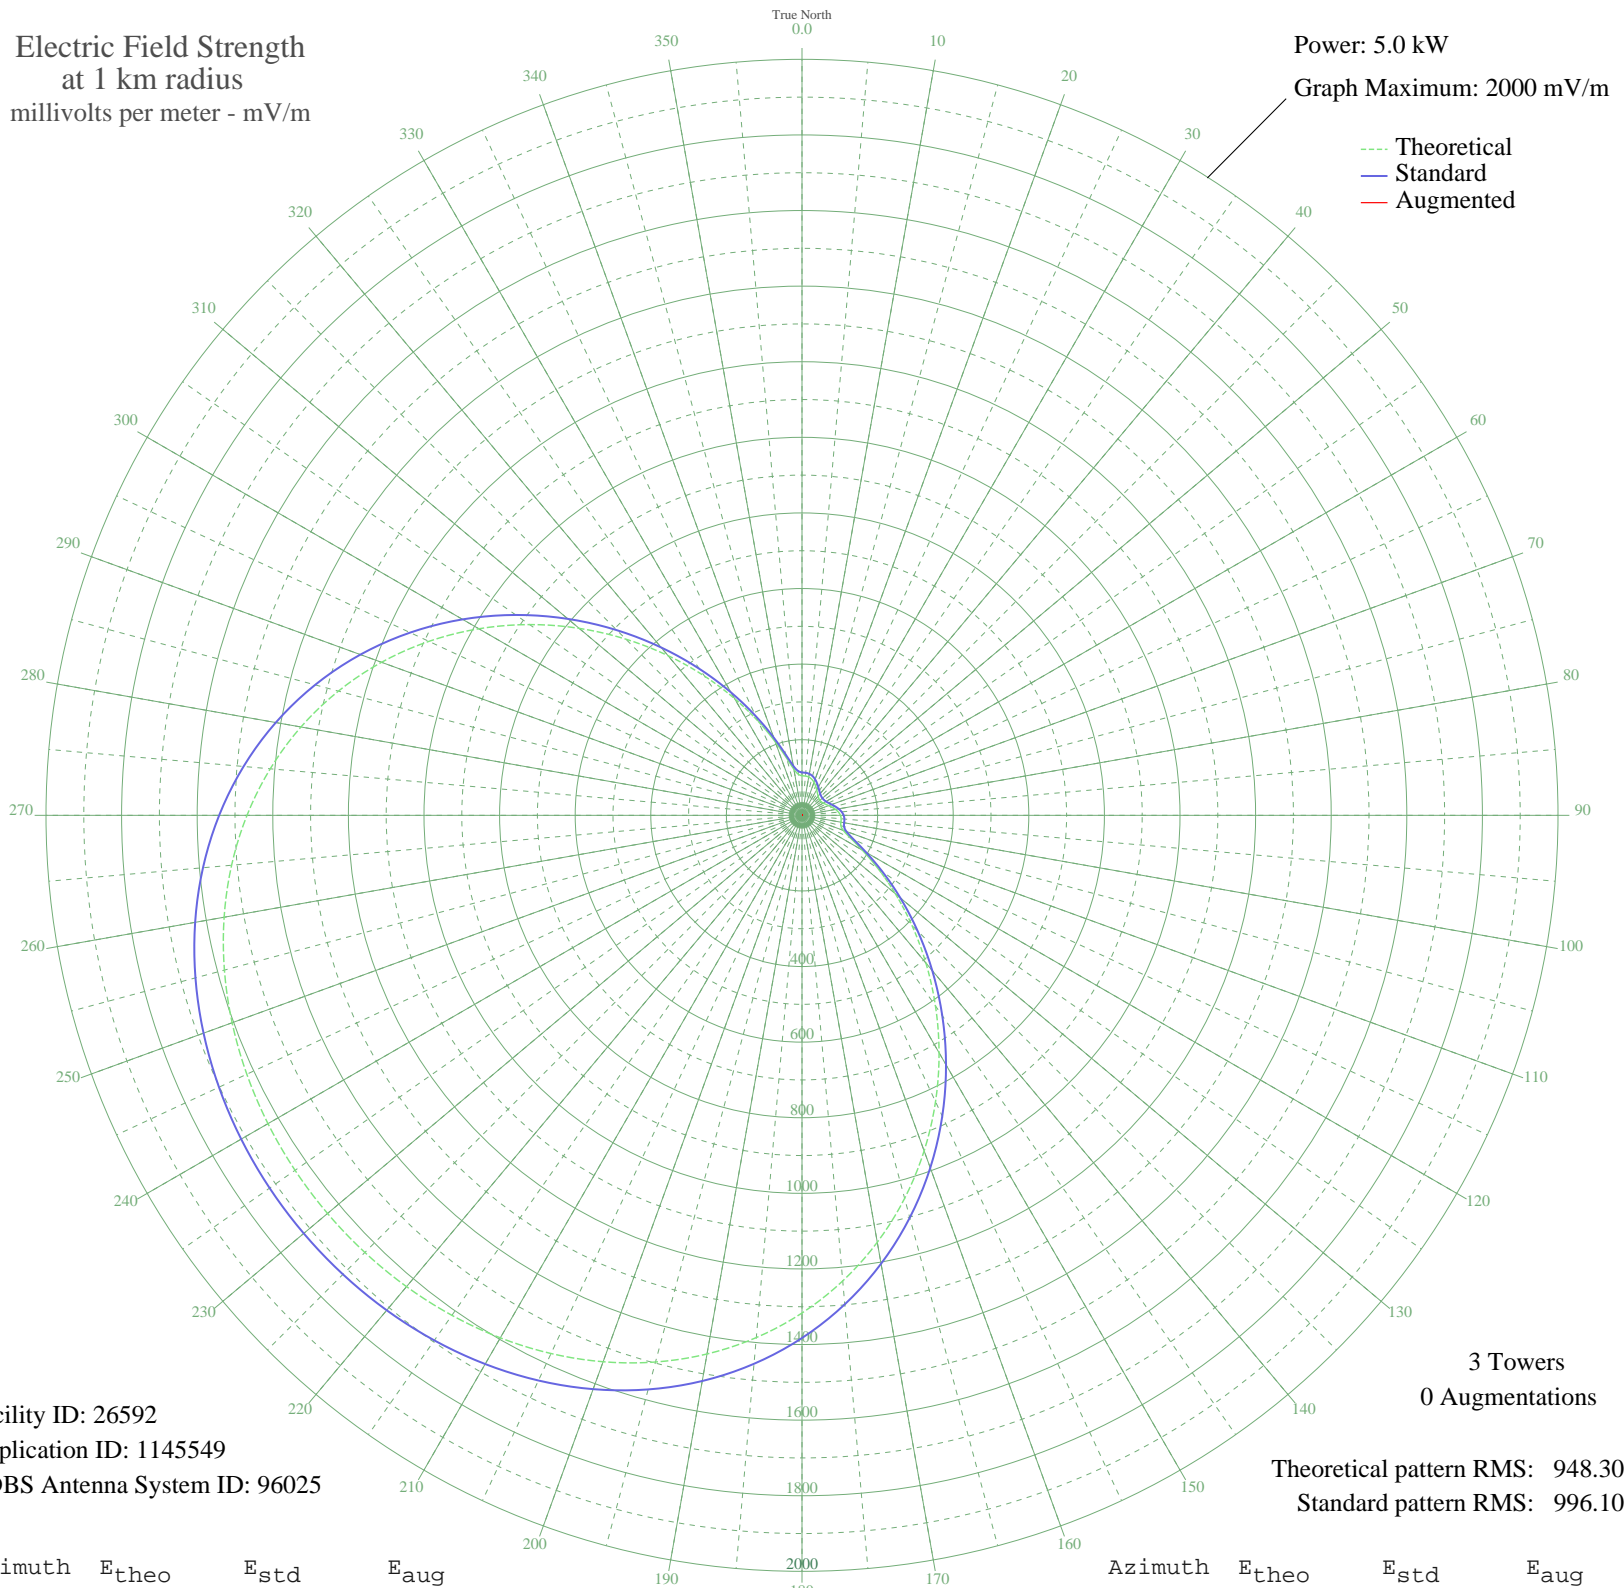 True North
0.0
Electric Field Strength
at 1 km radius
millivolts per meter - mV/m
Power: 5.0 kW
Graph Maximum: 2000 mV/m
Theoretical
Standard
Augmented
10
20
30
40
50
60
70
80
90
100
110
120
130
140
150
160
170
190
200
210
220
230
240
250
260
270
280
290
300
310
320
330
340
350
400
600
800
1000
1200
1400
1600
1800
2000
3 Towers
0 Augmentations
cility ID: 26592
plication ID: 1145549
DBS Antenna System ID: 96025
Theoretical pattern RMS: 948.30
Standard pattern RMS: 996.10
imuth Etheo Estd Eaug
Azimuth Etheo Estd Eaug